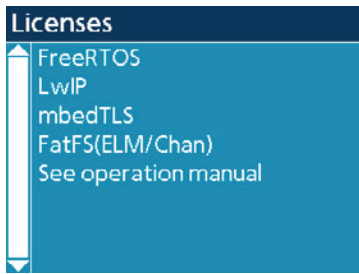 Licenses
FreeRTOS
LwIP
mbedTLS
FatFS(ELM/Chan)
See operation manual